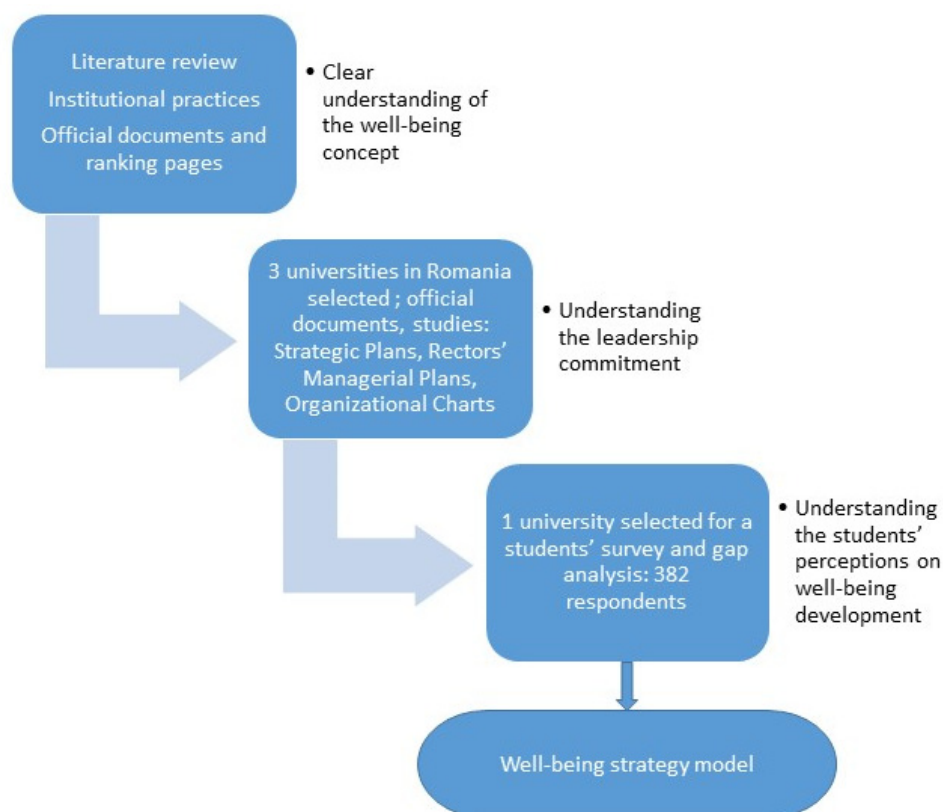 Literature review
Institutional practices
Official documents and
ranking pages
• Clear
understanding of
the well-being
concept
3 universities in Romania
selected ; official
documents, studies:
Strategic Plans, Rectors’
Managerial Plans,
Organizational Charts
• Understanding
the leadership
commitment
1 university selected for a
students’ survey and gap
analysis: 382
respondents
• Understanding
the students’
perceptions on
well-being
development
Well-being strategy model